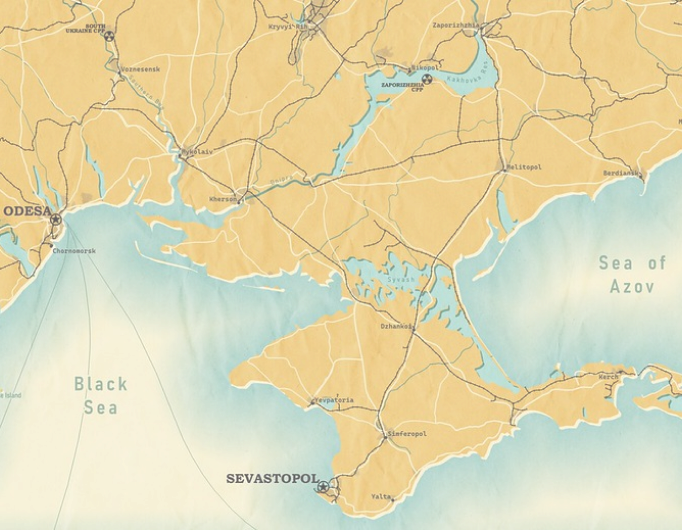 SOUTH
UKRAINE CPP
Kryvyi Rih
Zaporizhzhia
Voznesensk
Nikopol
Kakhovka Res
ZAPORIZHZHIA
CPP
Mykolaiv
Melitopol
Berdiansk
Kherson
ODESA
Chornomorsk
Sea of
Azov
Syvash
Dzhankoi
Black
Sea
Kerch
Yevpatoria
Simferopol
SEVASTOPOL
Yalta